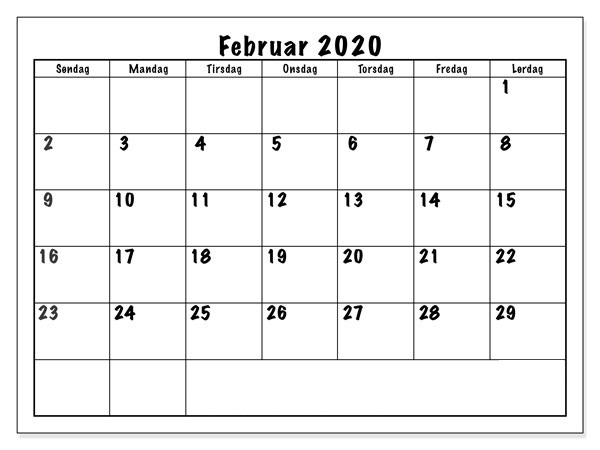 Februar 2020
Søndag Mandag Tirsdag Onsdag Torsdag Fredag Lørdag
1
2 3 4 5 6 7 8
9 10 11 12 13 14 15
16 17 18 19 20 21 22
23 24 25 26 27 28 29